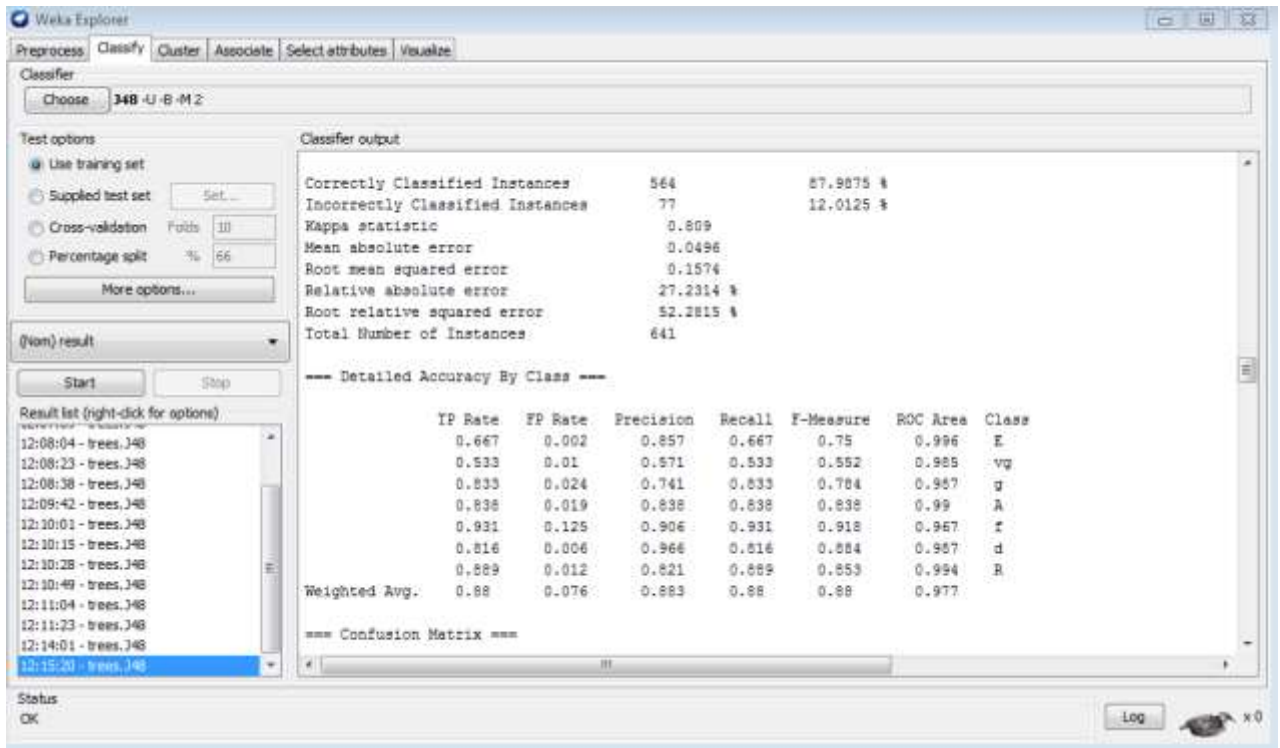 Weka Explorer
Preprocess Classify Cluster Associate Select attributes Visualize
Classifier
Choose J48 -U -B -M 2
Test options
Use training set
Supplied test set Set...
Cross-validation Folds 10
Percentage split % 66
More options...
(Nom) result
Start Stop
Result list (right-click for options)
12:08:04 - trees.J48
12:08:23 - trees.J48
12:08:38 - trees.J48
12:09:42 - trees.J48
12:10:01 - trees.J48
12:10:15 - trees.J48
12:10:28 - trees.J48
12:10:49 - trees.J48
12:11:04 - trees.J48
12:11:23 - trees.J48
12:14:01 - trees.J48
12:15:20 - trees.J48
Classifier output
Correctly Classified Instances 564 87.9875 %
Incorrectly Classified Instances 77 12.0125 %
Kappa statistic 0.809
Mean absolute error 0.0496
Root mean squared error 0.1574
Relative absolute error 27.2314 %
Root relative squared error 52.2815 %
Total Number of Instances 641
=== Detailed Accuracy By Class ===
TP Rate FP Rate Precision Recall F-Measure ROC Area Class
0.667 0.002 0.857 0.667 0.75 0.996 E
0.533 0.01 0.571 0.533 0.552 0.985 vg
0.833 0.024 0.741 0.833 0.784 0.987 g
0.838 0.019 0.838 0.838 0.838 0.99 A
0.931 0.125 0.906 0.931 0.918 0.967 f
0.816 0.006 0.966 0.816 0.884 0.987 d
0.889 0.012 0.821 0.889 0.853 0.994 R
Weighted Avg. 0.88 0.076 0.883 0.88 0.88 0.977
=== Confusion Matrix ===
Status
OK
Log x 0